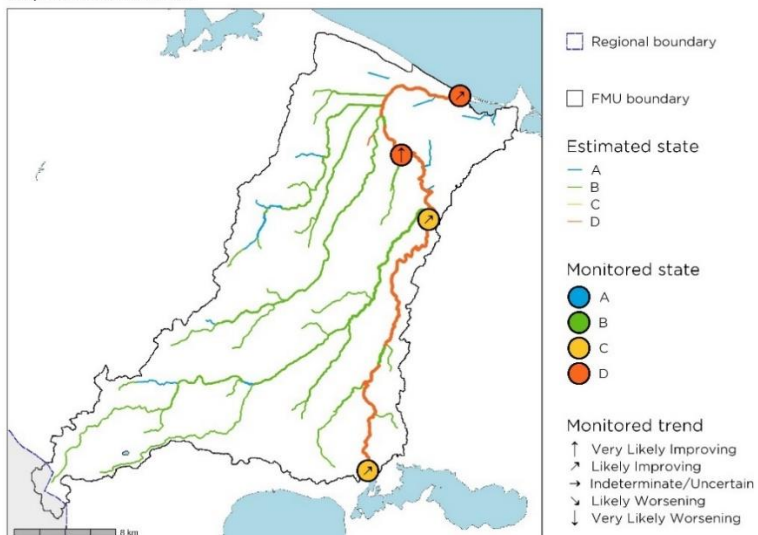 8 km
Regional boundary
FMU boundary
Estimated state
A
B
C
D
Monitored state
A
B
C
D
Monitored trend
Very Likely Improving
Likely Improving
Indeterminate/Uncertain
Likely Worsening
Very Likely Worsening